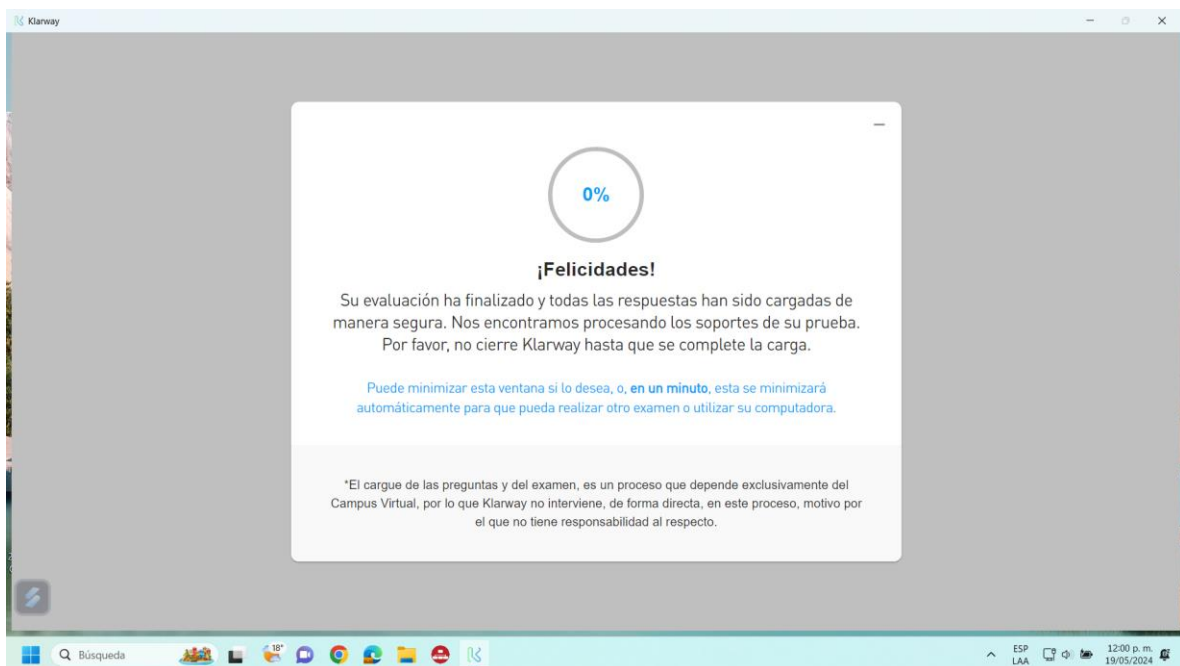 Klarway
0%
¡Felicidades!
Su evaluación ha finalizado y todas las respuestas han sido cargadas de
manera segura. Nos encontramos procesando los soportes de su prueba.
Por favor, no cierre Klarway hasta que se complete la carga.
Puede minimizar esta ventana si lo desea, o, en un minuto, esta se minimizará
automáticamente para que pueda realizar otro examen o utilizar su computadora.
*El cargue de las preguntas y del examen, es un proceso que depende exclusivamente del
Campus Virtual, por lo que Klarway no interviene, de forma directa, en este proceso, motivo por
el que no tiene responsabilidad al respecto.
Búsqueda
18°
ESP
LAA
12:00 p. m.
19/05/2024